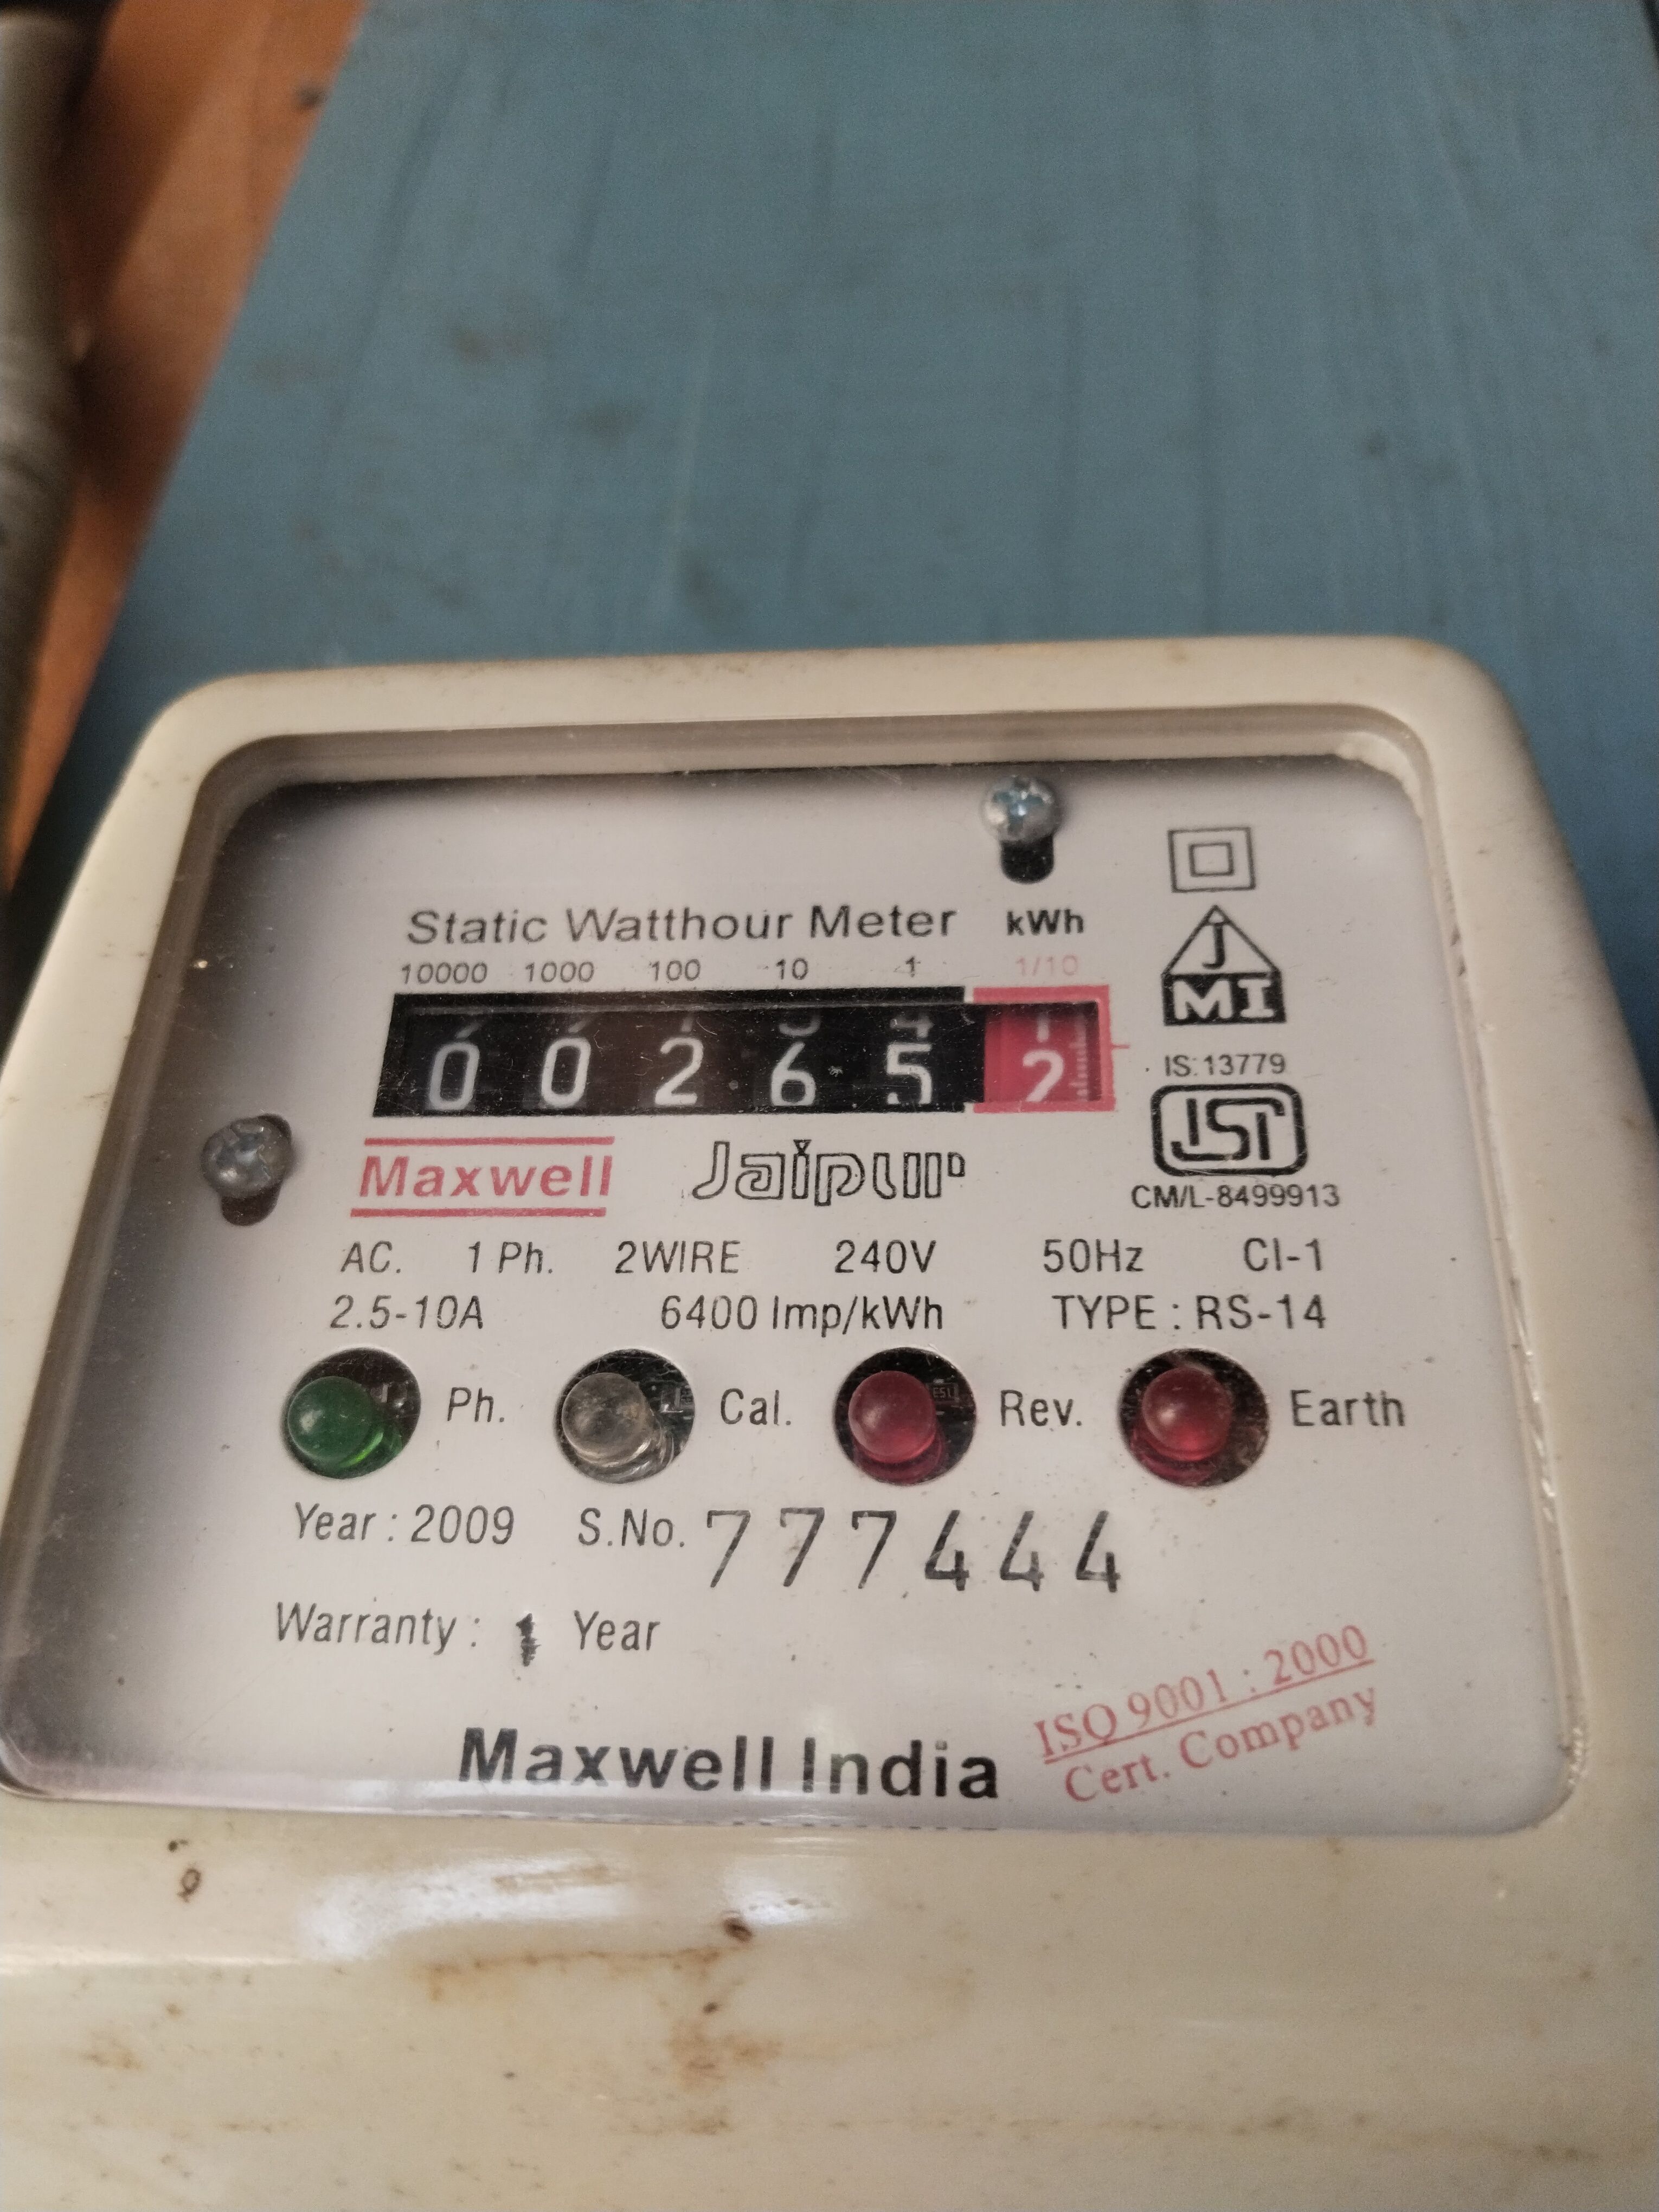 Static Watthour Meter kWh
10000 1000 100 10 1 1/10
0 0 2 6 5 2
J
MI
IS:13779
ISI
CM/L-8499913
Maxwell Jaipur
AC. 1 Ph. 2WIRE 240V 50Hz Cl-1
2.5-10A 6400 Imp/kWh TYPE : RS-14
Ph. Cal. Rev. Earth
Year : 2009 S.No. 777444
Warranty : 1 Year
ISO 9001 : 2000
Cert. Company
Maxwell India